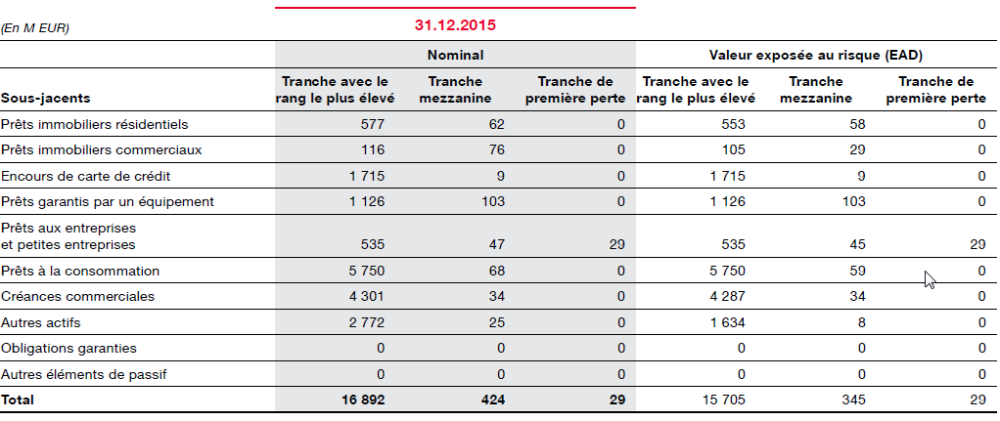 (En M EUR) 31.12.2015
Nominal Valeur exposée au risque (EAD)
Sous-jacents Tranche avec le rang le plus élevé Tranche mezzanine Tranche de première perte Tranche avec le rang le plus élevé Tranche mezzanine Tranche de première perte
Prêts immobiliers résidentiels 577 62 0 553 58 0
Prêts immobiliers commerciaux 116 76 0 105 29 0
Encours de carte de crédit 1 715 9 0 1 715 9 0
Prêts garantis par un équipement 1 126 103 0 1 126 103 0
Prêts aux entreprises
et petites entreprises 535 47 29 535 45 29
Prêts à la consommation 5 750 68 0 5 750 59 0
Créances commerciales 4 301 34 0 4 287 34 0
Autres actifs 2 772 25 0 1 634 8 0
Obligations garanties 0 0 0 0 0 0
Autres éléments de passif 0 0 0 0 0 0
Total 16 892 424 29 15 705 345 29